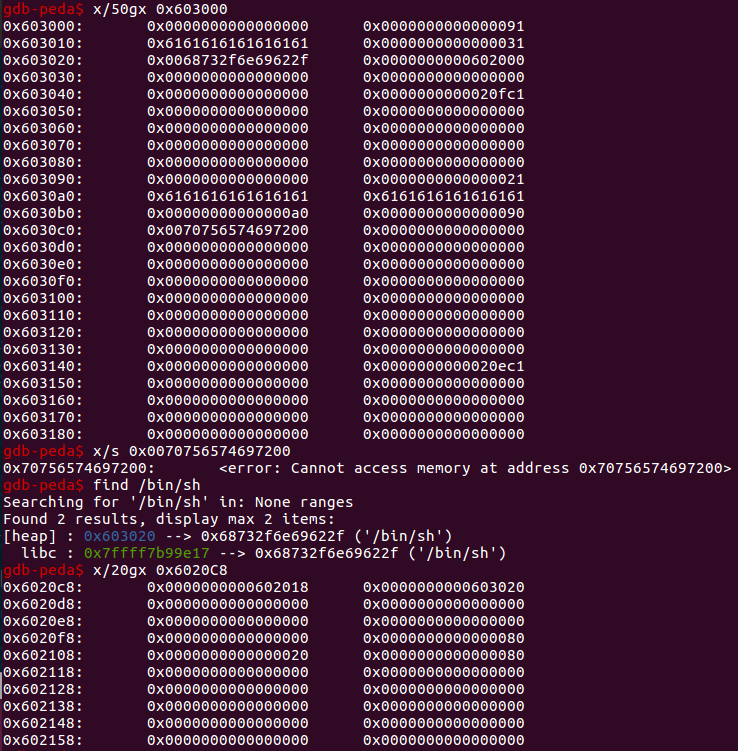 gdb-peda$ x/50gx 0x603000
0x603000: 0x0000000000000000 0x0000000000000091
0x603010: 0x6161616161616161 0x0000000000000031
0x603020: 0x0068732f6e69622f 0x0000000000602000
0x603030: 0x0000000000000000 0x0000000000000000
0x603040: 0x0000000000000000 0x0000000000020fc1
0x603050: 0x0000000000000000 0x0000000000000000
0x603060: 0x0000000000000000 0x0000000000000000
0x603070: 0x0000000000000000 0x0000000000000000
0x603080: 0x0000000000000000 0x0000000000000000
0x603090: 0x0000000000000000 0x0000000000000021
0x6030a0: 0x6161616161616161 0x6161616161616161
0x6030b0: 0x00000000000000a0 0x0000000000000090
0x6030c0: 0x0070756574697200 0x0000000000000000
0x6030d0: 0x0000000000000000 0x0000000000000000
0x6030e0: 0x0000000000000000 0x0000000000000000
0x6030f0: 0x0000000000000000 0x0000000000000000
0x603100: 0x0000000000000000 0x0000000000000000
0x603110: 0x0000000000000000 0x0000000000000000
0x603120: 0x0000000000000000 0x0000000000000000
0x603130: 0x0000000000000000 0x0000000000000000
0x603140: 0x0000000000000000 0x0000000000020ec1
0x603150: 0x0000000000000000 0x0000000000000000
0x603160: 0x0000000000000000 0x0000000000000000
0x603170: 0x0000000000000000 0x0000000000000000
0x603180: 0x0000000000000000 0x0000000000000000
gdb-peda$ x/s 0x0070756574697200
0x70756574697200: <error: Cannot access memory at address 0x70756574697200>
gdb-peda$ find /bin/sh
Searching for '/bin/sh' in: None ranges
Found 2 results, display max 2 items:
[heap] : 0x603020 --> 0x68732f6e69622f ('/bin/sh')
libc : 0x7ffff7b99e17 --> 0x68732f6e69622f ('/bin/sh')
gdb-peda$ x/20gx 0x6020C8
0x6020c8: 0x0000000000602018 0x0000000000603020
0x6020d8: 0x0000000000000000 0x0000000000000000
0x6020e8: 0x0000000000000000 0x0000000000000000
0x6020f8: 0x0000000000000000 0x0000000000000080
0x602108: 0x0000000000000020 0x0000000000000080
0x602118: 0x0000000000000000 0x0000000000000000
0x602128: 0x0000000000000000 0x0000000000000000
0x602138: 0x0000000000000000 0x0000000000000000
0x602148: 0x0000000000000000 0x0000000000000000
0x602158: 0x0000000000000000 0x0000000000000000